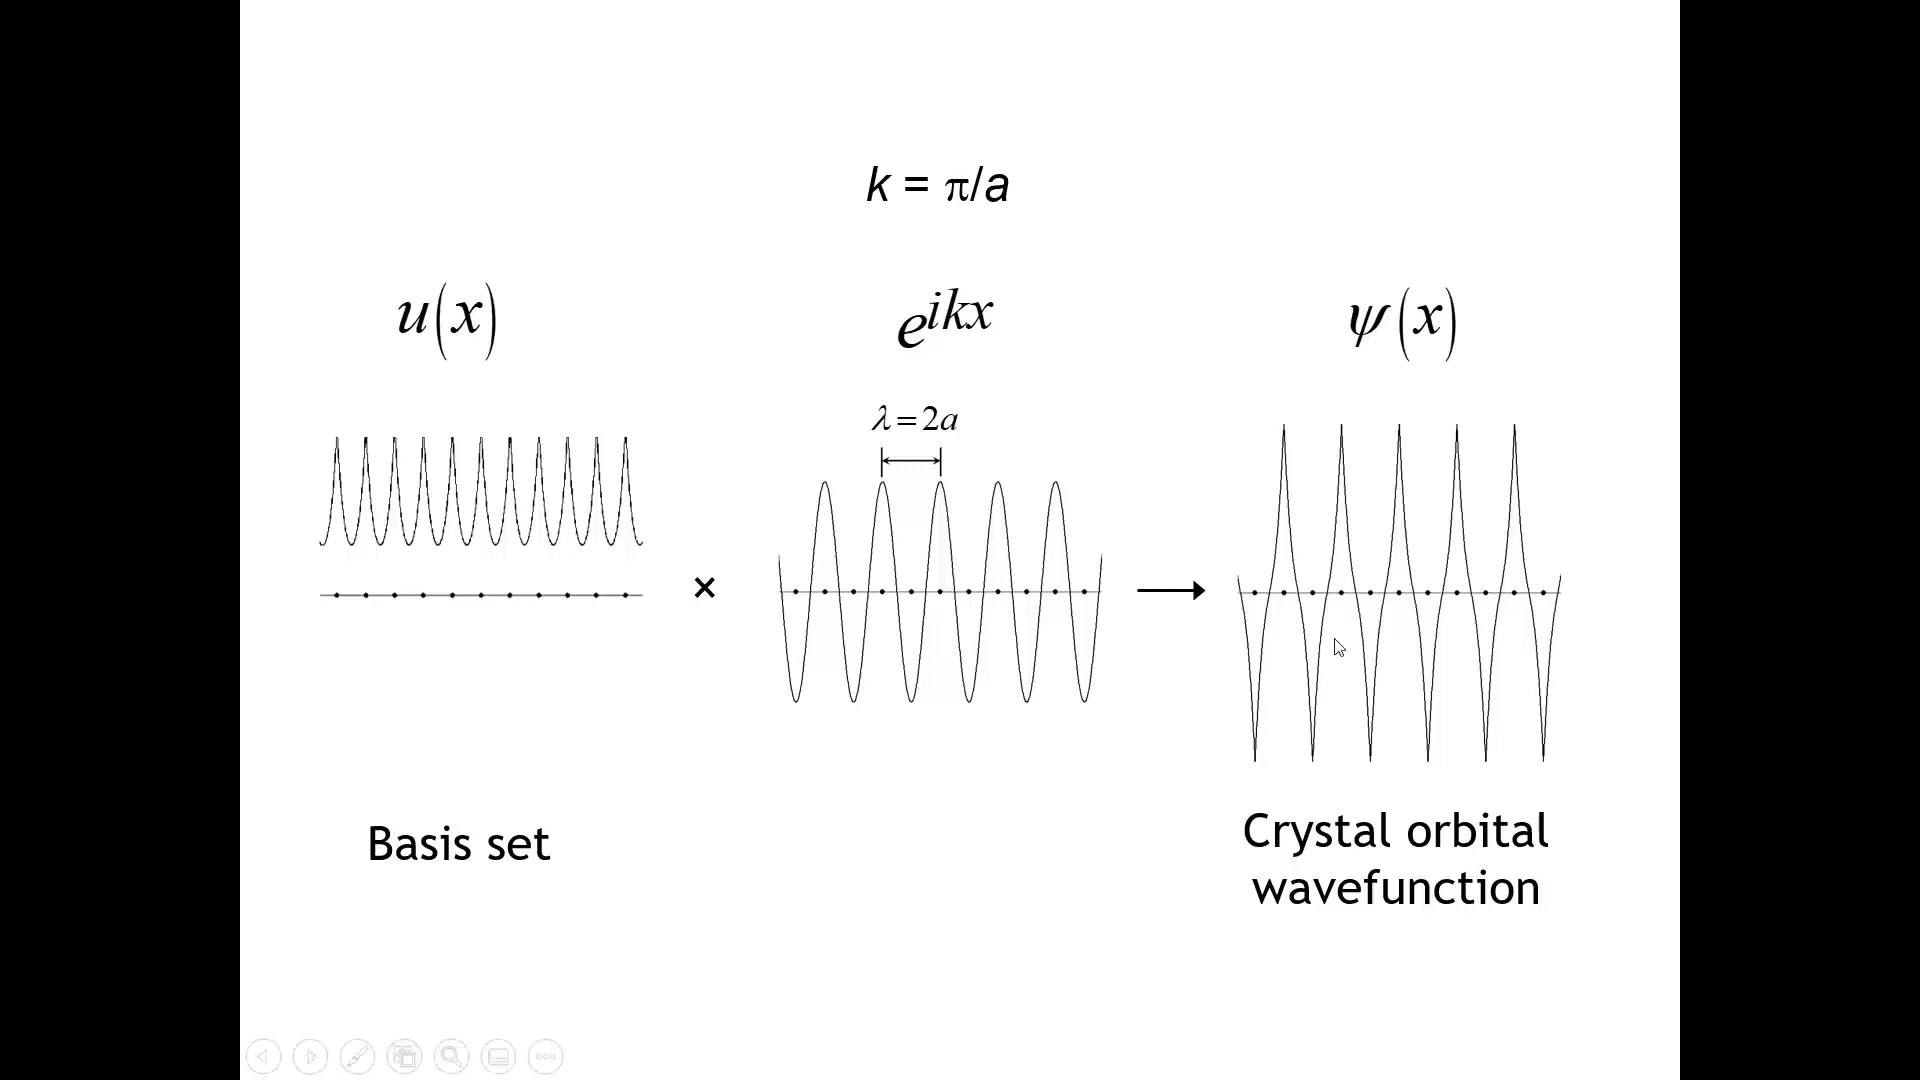 k = π/a
u(x)
e^{ikx}
ψ(x)
λ = 2a
×
Basis set
Crystal orbital
wavefunction